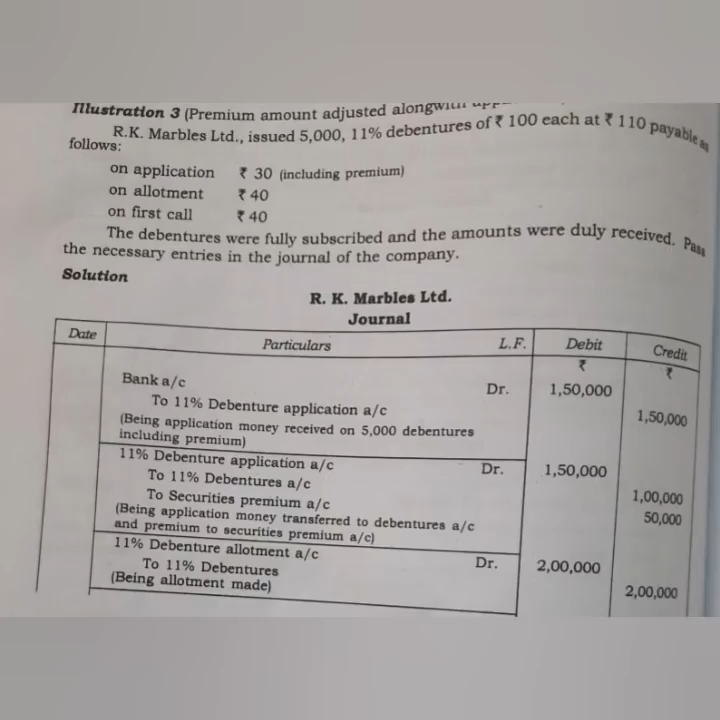 Illustration 3 (Premium amount adjusted alongwith
R.K. Marbles Ltd., issued 5,000, 11% debentures of ₹ 100 each at ₹ 110 payable as
follows:
on application ₹ 30 (including premium)
on allotment ₹ 40
on first call ₹ 40
The debentures were fully subscribed and the amounts were duly received. Pass
the necessary entries in the journal of the company.
Solution
R. K. Marbles Ltd.
Journal
Date Particulars L.F. Debit Credit
₹ ₹
Bank a/c Dr. 1,50,000
To 11% Debenture application a/c 1,50,000
(Being application money received on 5,000 debentures
including premium)
11% Debenture application a/c Dr. 1,50,000
To 11% Debentures a/c 1,00,000
To Securities premium a/c 50,000
(Being application money transferred to debentures a/c
and premium to securities premium a/c)
11% Debenture allotment a/c Dr. 2,00,000
To 11% Debentures 2,00,000
(Being allotment made)